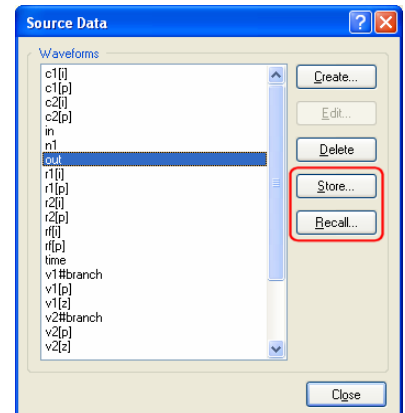 Source Data
Waveforms
c1[i]
c1[p]
c2[i]
c2[p]
in
n1
out
r1[i]
r1[p]
r2[i]
r2[p]
rf[i]
rf[p]
time
v1#branch
v1[p]
v1[z]
v2#branch
v2[p]
v2[z]
Create...
Edit...
Delete
Store...
Recall...
Close